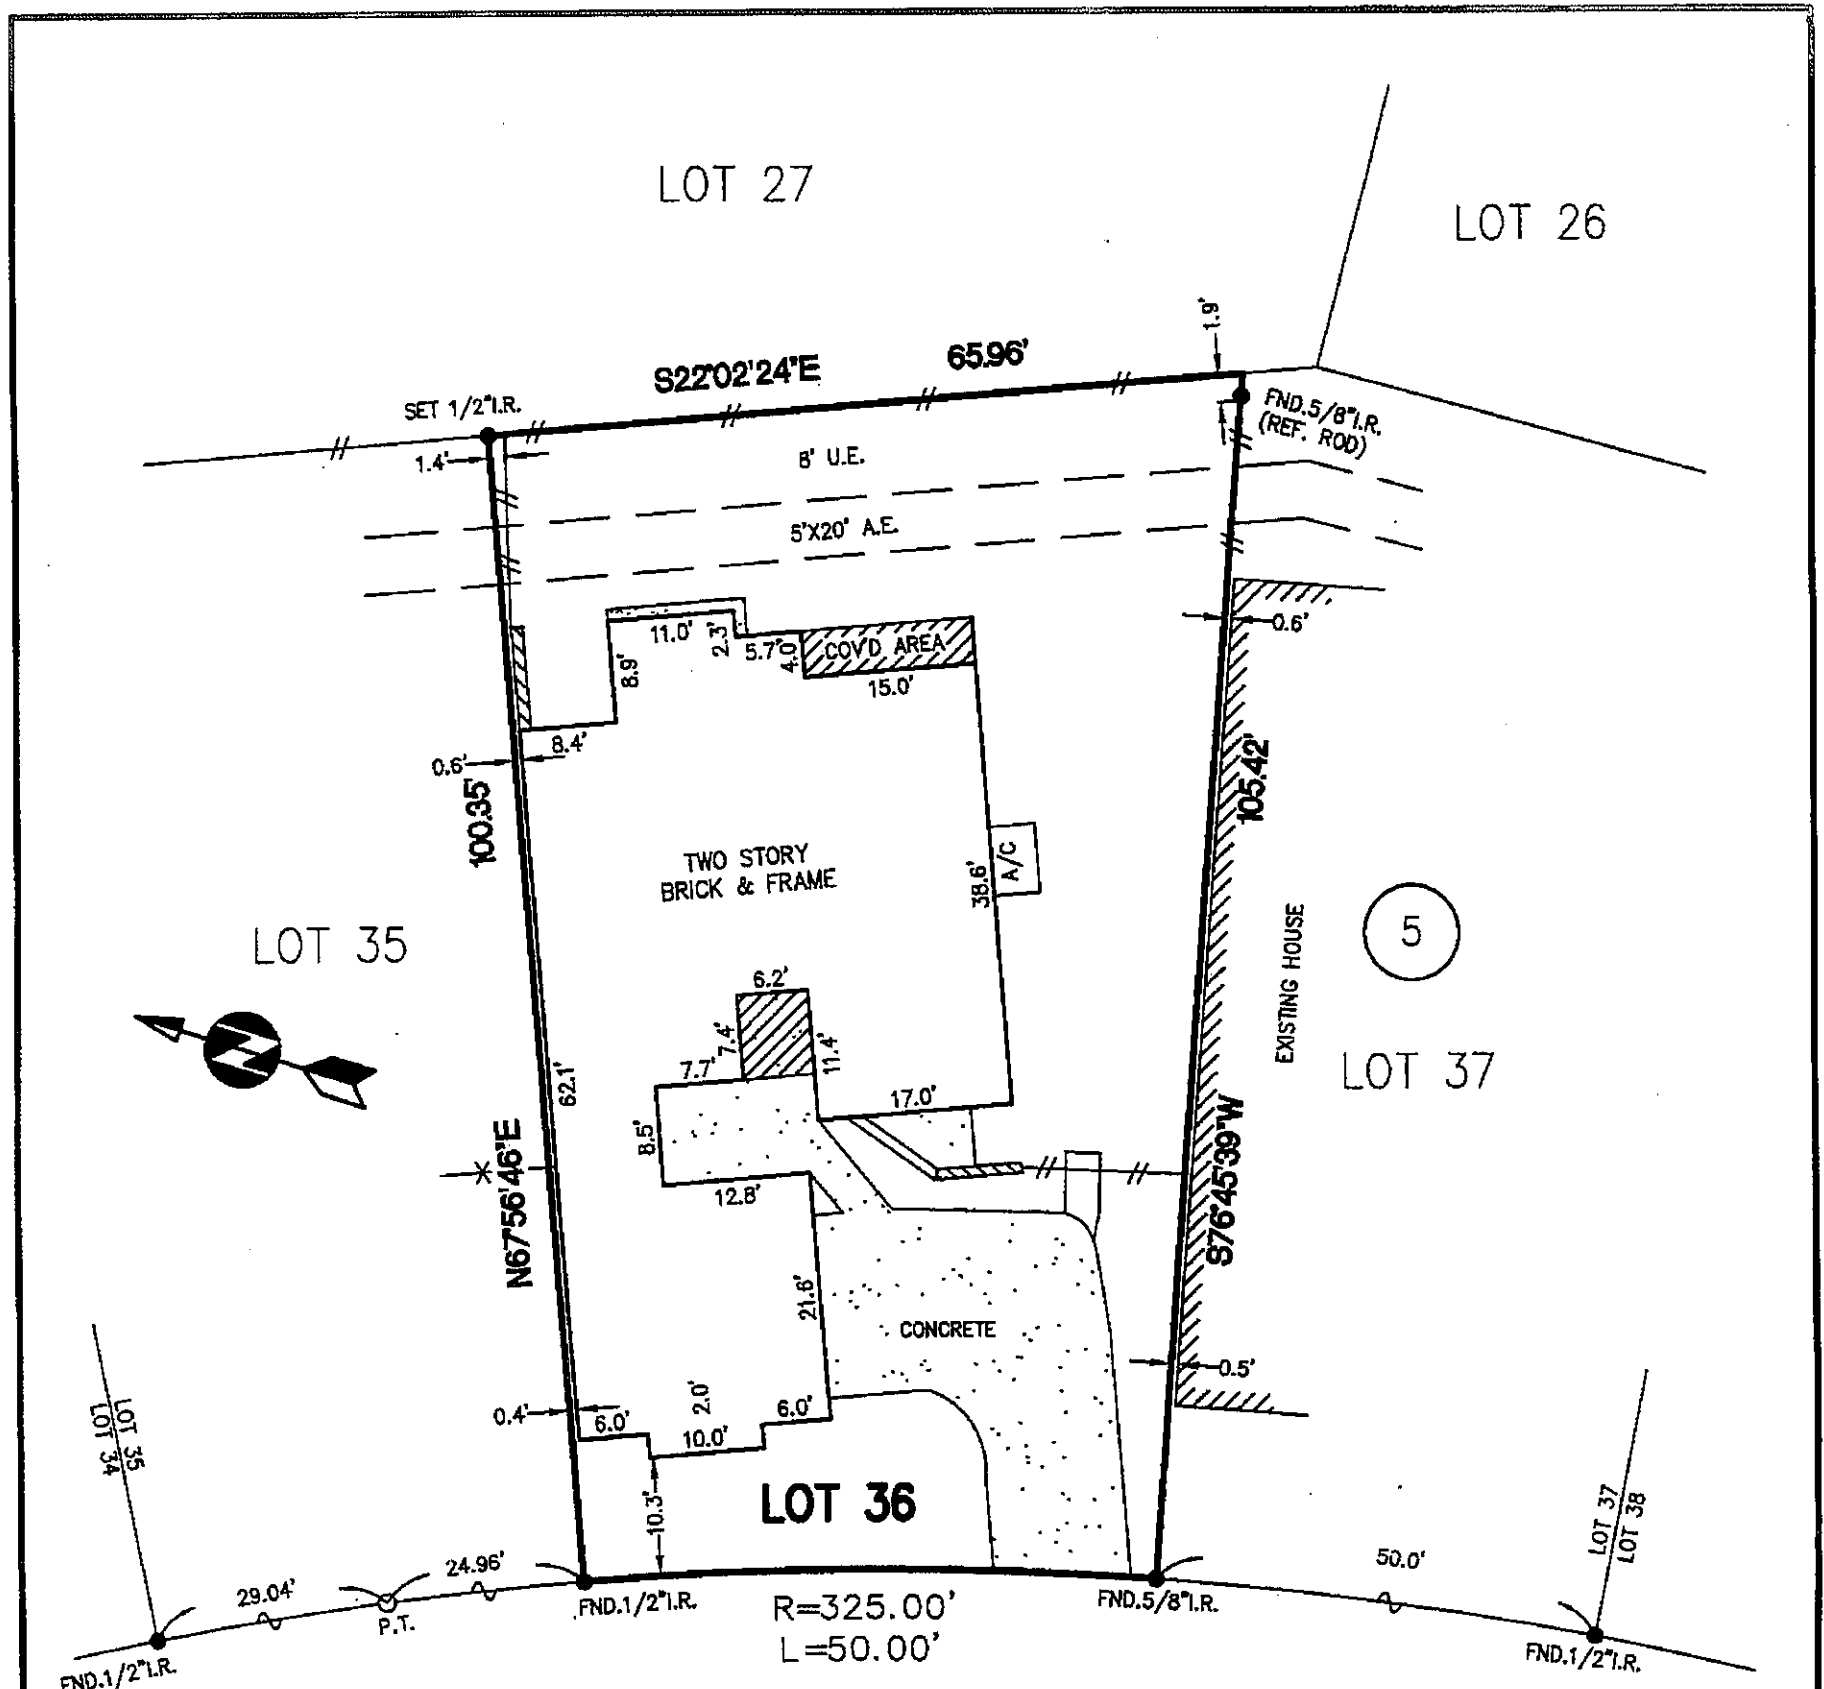 LOT 27
LOT 26
1.9'
S22°02'24"E
65.96'
SET 1/2"I.R.
FND.5/8"I.R.
(REF. ROD)
1.4'
8' U.E.
5'X20' A.E.
11.0'
2.3'
5.7'
4.0'
COV'D AREA
0.6'
8.9'
15.0'
8.4'
0.6'
100.35'
105.42'
TWO STORY
BRICK & FRAME
38.6'
A/C
LOT 35
5
EXISTING HOUSE
6.2'
7.4'
11.4'
LOT 37
62.1'
7.7'
17.0'
8.5'
N67°56'46"E
12.8'
S76°45'39"W
21.6'
CONCRETE
0.5'
0.4'
6.0'
2.0'
6.0'
10.0'
LOT 35
LOT 34
10.3'
LOT 36
LOT 37
LOT 38
29.04'
24.96'
50.0'
P.T.
FND.1/2"I.R.
R=325.00'
L=50.00'
FND.5/8"I.R.
FND.1/2"I.R.
FND.1/2"I.R.